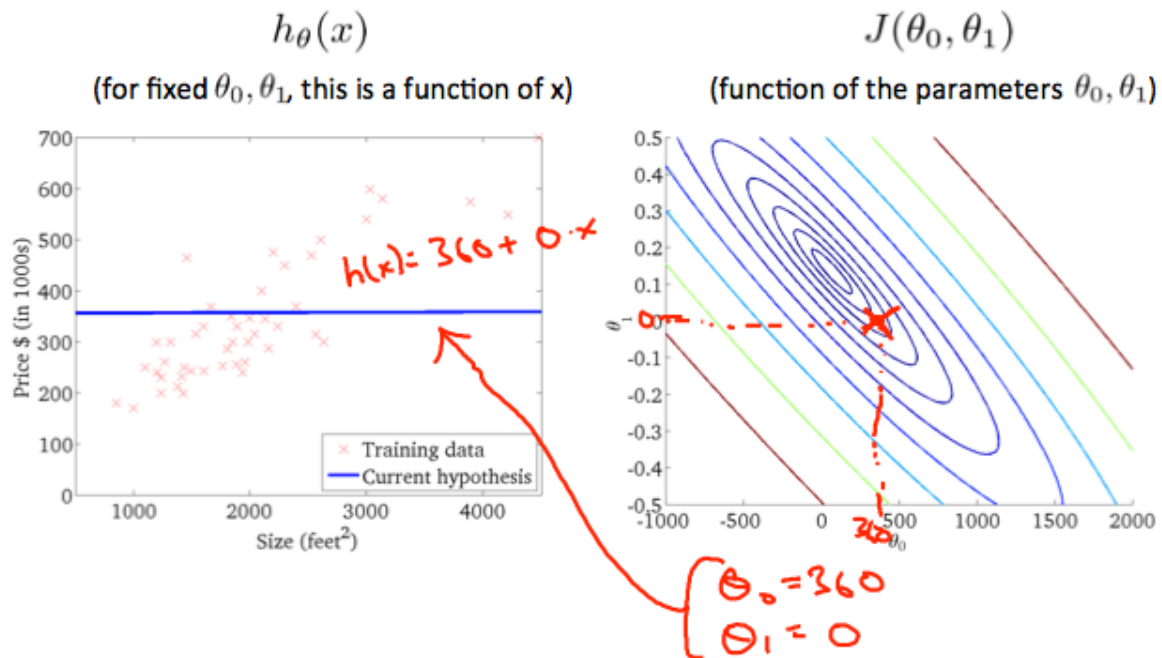 h_θ(x)
(for fixed θ₀, θ₁, this is a function of x)
700
600
500
400
300
200
100
0
Price $ (in 1000s)
1000 2000 3000 4000
Size (feet²)
h(x) = 360 + 0·x
Training data
Current hypothesis
J(θ₀, θ₁)
(function of the parameters θ₀, θ₁)
0.5
0.4
0.3
0.2
0.1
0
0
-0.1
-0.2
-0.3
-0.4
-0.5
θ₁
-1000 -500 0 500 1000 1500 2000
360
θ₀
θ₀ = 360
θ₁ = 0